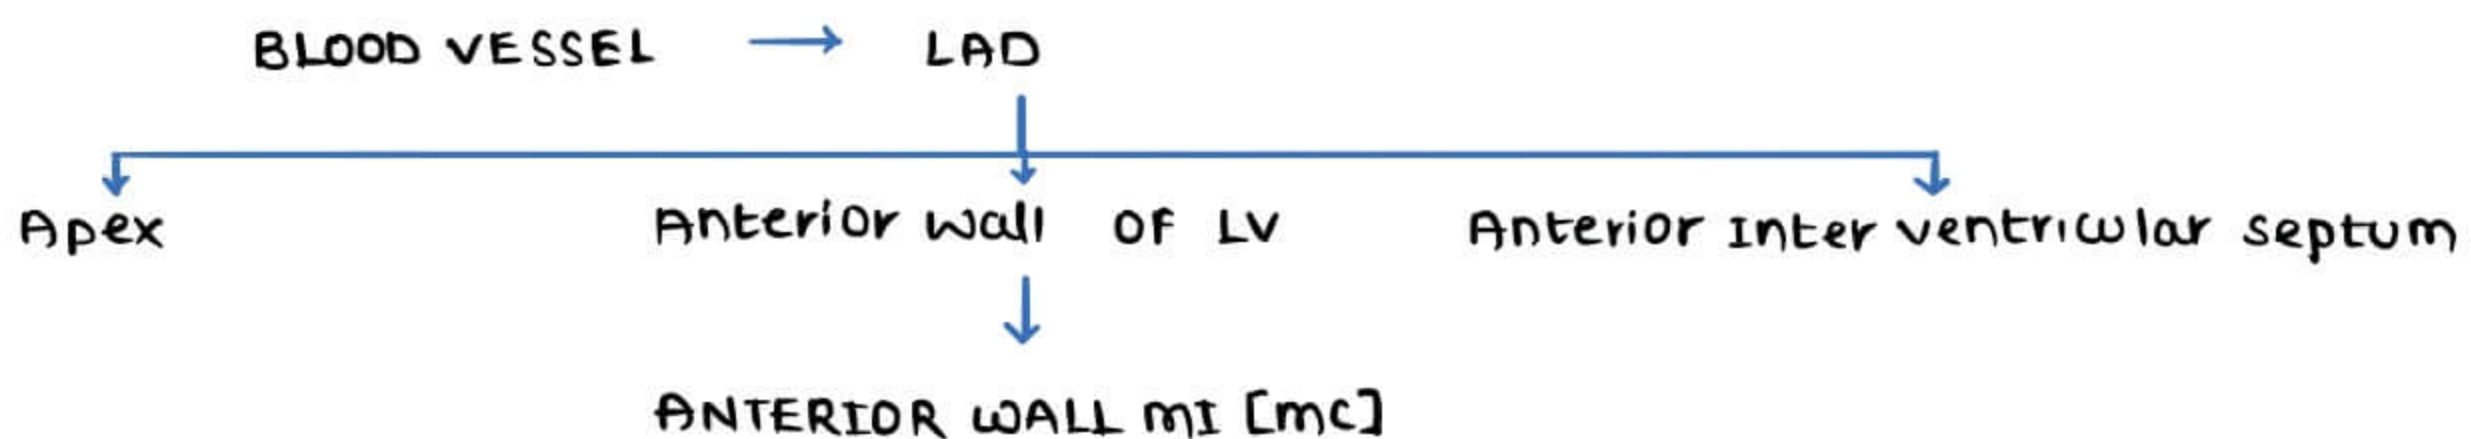 BLOOD VESSEL → LAD
Apex Anterior wall OF LV Anterior Inter ventricular septum
ANTERIOR WALL MI [MC]